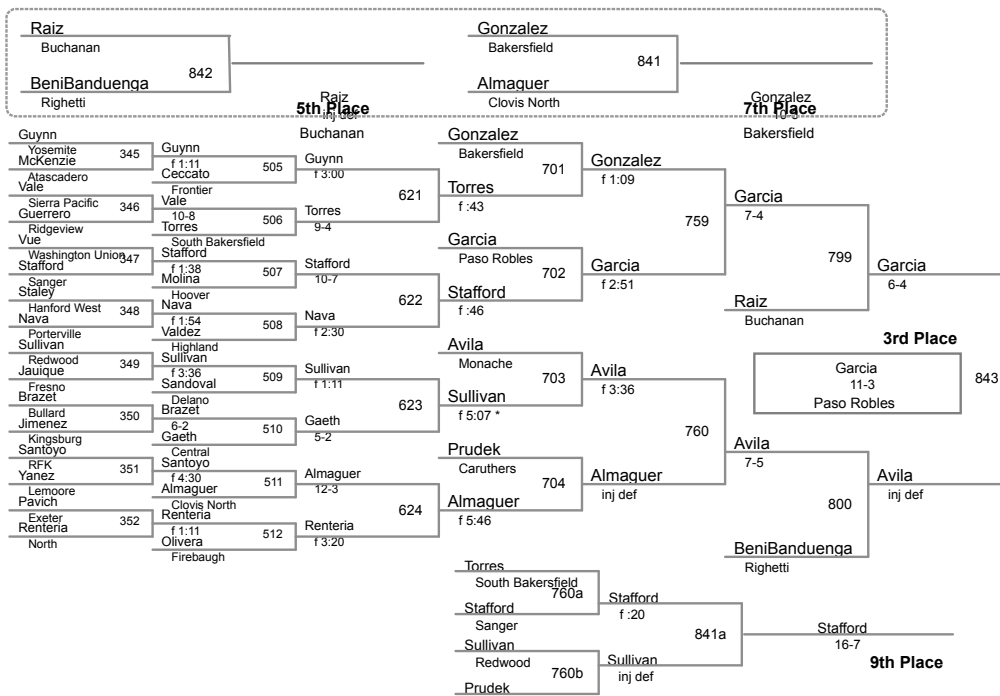 Raiz
Buchanan
842
BeniBanduenga
Righetti
Raiz
inj def
5th Place
Buchanan
Gonzalez
Bakersfield
841
Almaguer
Clovis North
Gonzalez
7th Place
Bakersfield
Guynn
Yosemite
345
McKenzie
Atascadero
Vale
Sierra Pacific
346
Guerrero
Ridgeview
Vue
Washington Union
347
Stafford
Sanger
Staley
Hanford West
348
Nava
Porterville
Sullivan
Redwood
349
Jauique
Fresno
Brazet
Bullard
350
Jimenez
Kingsburg
Santoyo
RFK
351
Yanez
Lemoore
Pavich
Exeter
352
Renteria
North
Guynn
f 1:11
505
Ceccato
Frontier
Vale
10-8
506
Torres
South Bakersfield
Stafford
f 1:38
507
Molina
Hoover
Nava
f 1:54
508
Valdez
Highland
Sullivan
f 3:36
509
Sandoval
Delano
Brazet
6-2
510
Gaeth
Central
Santoyo
f 4:30
511
Almaguer
Clovis North
Renteria
f 1:11
512
Olivera
Firebaugh
Guynn
f 3:00
621
Torres
9-4
Stafford
10-7
622
Nava
f 2:30
Sullivan
f 1:11
623
Gaeth
5-2
Almaguer
12-3
624
Renteria
f 3:20
Gonzalez
Bakersfield
701
Torres
f :43
Garcia
Paso Robles
702
Stafford
f :46
Avila
Monache
703
Sullivan
f 5:07 *
Prudek
Caruthers
704
Almaguer
f 5:46
Gonzalez
f 1:09
759
Garcia
f 2:51
Avila
f 3:36
760
Almaguer
inj def
Garcia
7-4
799
Raiz
Buchanan
Avila
7-5
800
BeniBanduenga
Righetti
Garcia
6-4
3rd Place
Garcia
11-3
Paso Robles
843
Avila
inj def
Torres
South Bakersfield
760a
Stafford
Sanger
Sullivan
Redwood
760b
Prudek
Stafford
f :20
841a
Sullivan
inj def
Stafford
16-7
9th Place